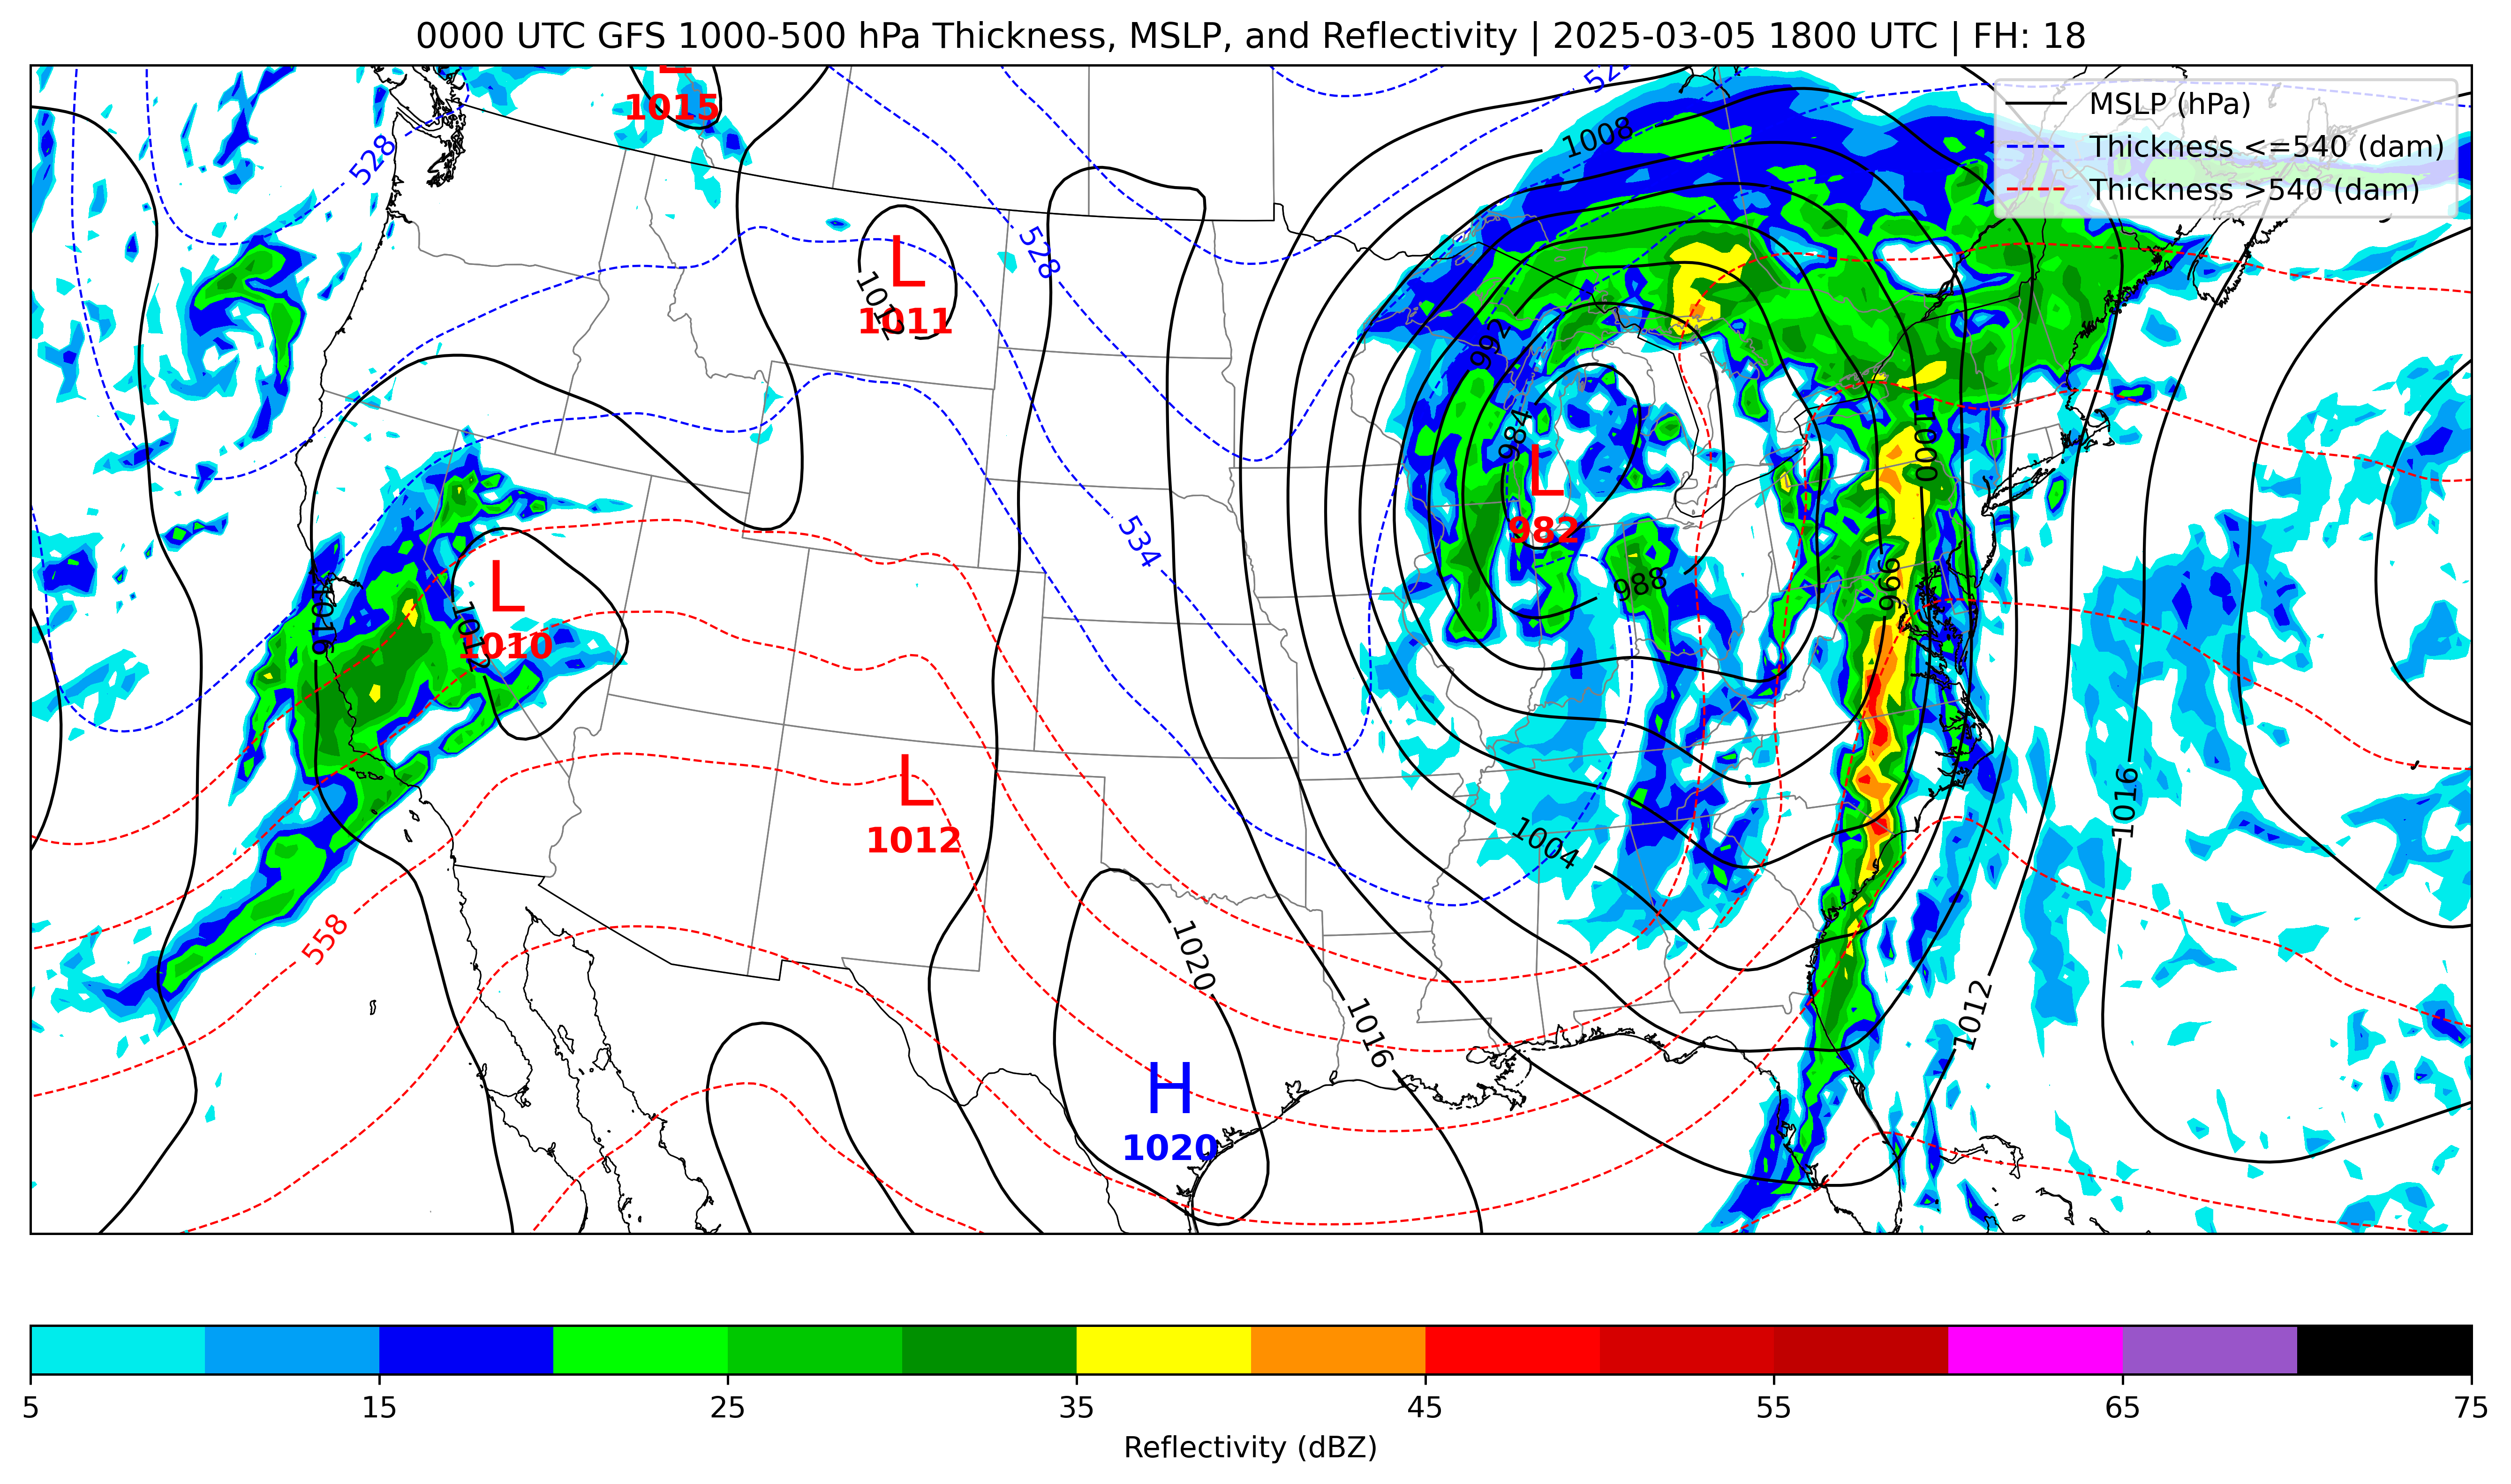 0000 UTC GFS 1000-500 hPa Thickness, MSLP, and Reflectivity | 2025-03-05 1800 UTC | FH: 18
MSLP (hPa)
Thickness <=540 (dam)
Thickness >540 (dam)
L
1015
1008
528
528
L
1012
1011
992
984
L
982
988
1000
996
534
L
1016
1012
1010
L
1012
1004
1016
558
1020
1016
1012
H
1020
5
15
25
35
45
55
65
75
Reflectivity (dBZ)